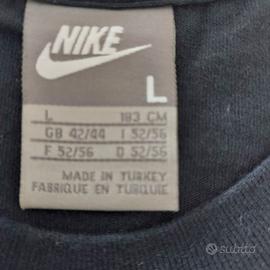 NIKE
L
L 183 CM
GB 42/44 I 52/56
F 52/56 D 52/56
MADE IN TURKEY
FABRIQUE EN TURQUIE
subito